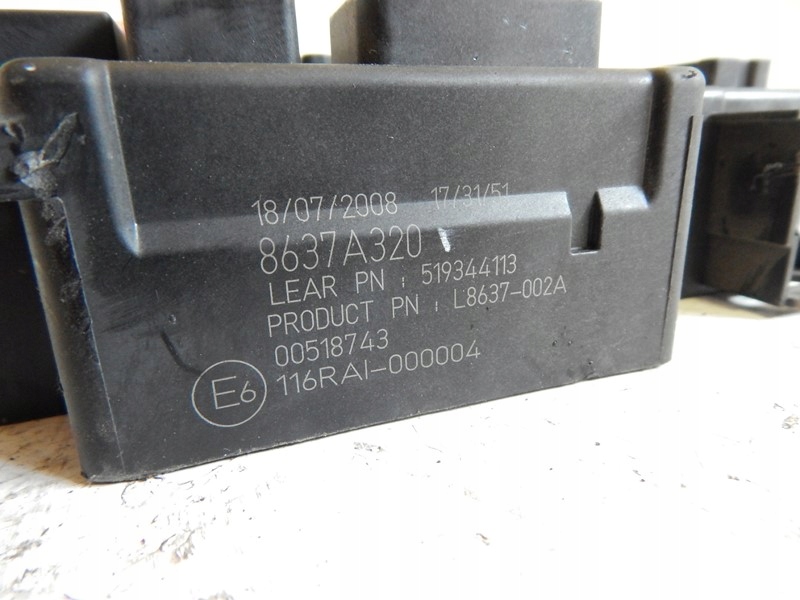 18/07/2008 17/31/51
8637A320
LEAR PN : 519344113
PRODUCT PN : L8637-002A
00518743
E6 116RAI-000004